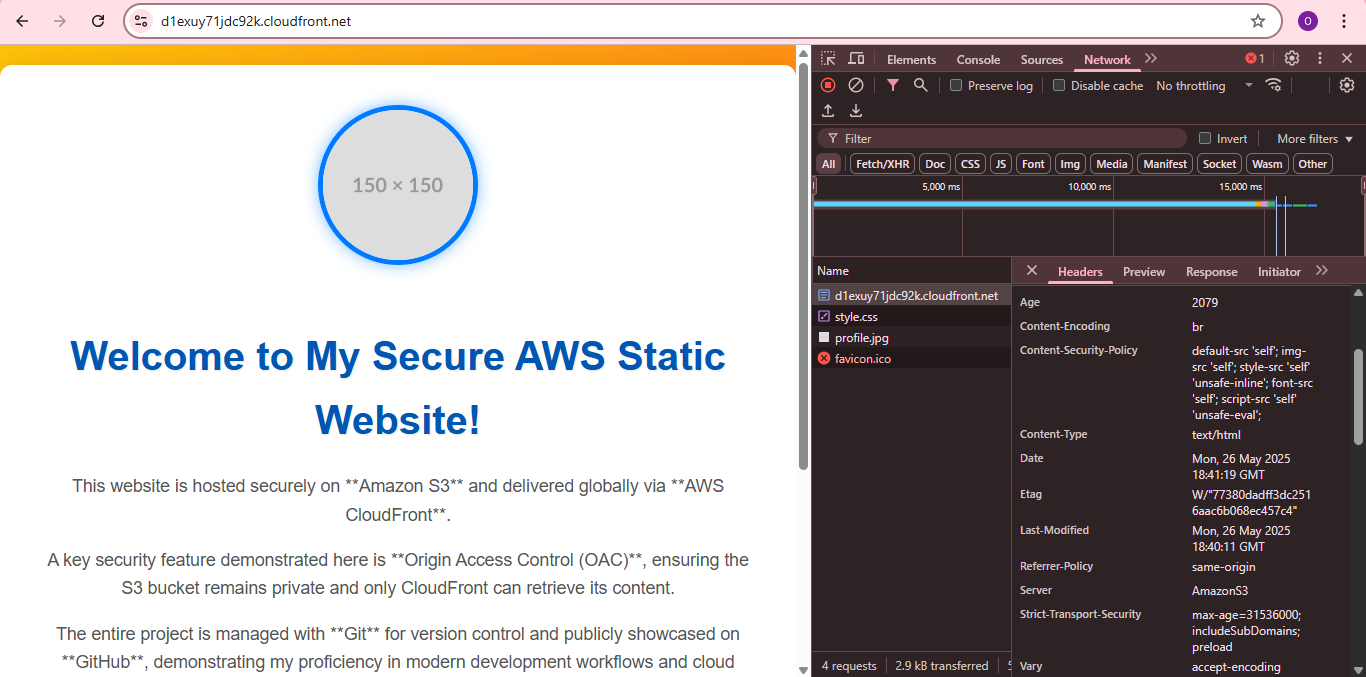 d1exuy71jdc92k.cloudfront.net
O
150 × 150
Welcome to My Secure AWS Static
Website!
This website is hosted securely on **Amazon S3** and delivered globally via **AWS
CloudFront**.
A key security feature demonstrated here is **Origin Access Control (OAC)**, ensuring the
S3 bucket remains private and only CloudFront can retrieve its content.
The entire project is managed with **Git** for version control and publicly showcased on
**GitHub**, demonstrating my proficiency in modern development workflows and cloud
Elements Console Sources Network 1
Preserve log Disable cache No throttling
Filter Invert More filters
All Fetch/XHR Doc CSS JS Font Img Media Manifest Socket Wasm Other
5,000 ms 10,000 ms 15,000 ms
Name
d1exuy71jdc92k.cloudfront.net
style.css
profile.jpg
favicon.ico
4 requests 2.9 kB transferred
Headers Preview Response Initiator
Age 2079
Content-Encoding br
Content-Security-Policy default-src 'self'; img-
src 'self'; style-src 'self'
'unsafe-inline'; font-src
'self'; script-src 'self'
'unsafe-eval';
Content-Type text/html
Date Mon, 26 May 2025
18:41:19 GMT
Etag W/"77380dadff3dc251
6aac6b068ec457c4"
Last-Modified Mon, 26 May 2025
18:40:11 GMT
Referrer-Policy same-origin
Server AmazonS3
Strict-Transport-Security max-age=31536000;
includeSubDomains;
preload
Vary accept-encoding